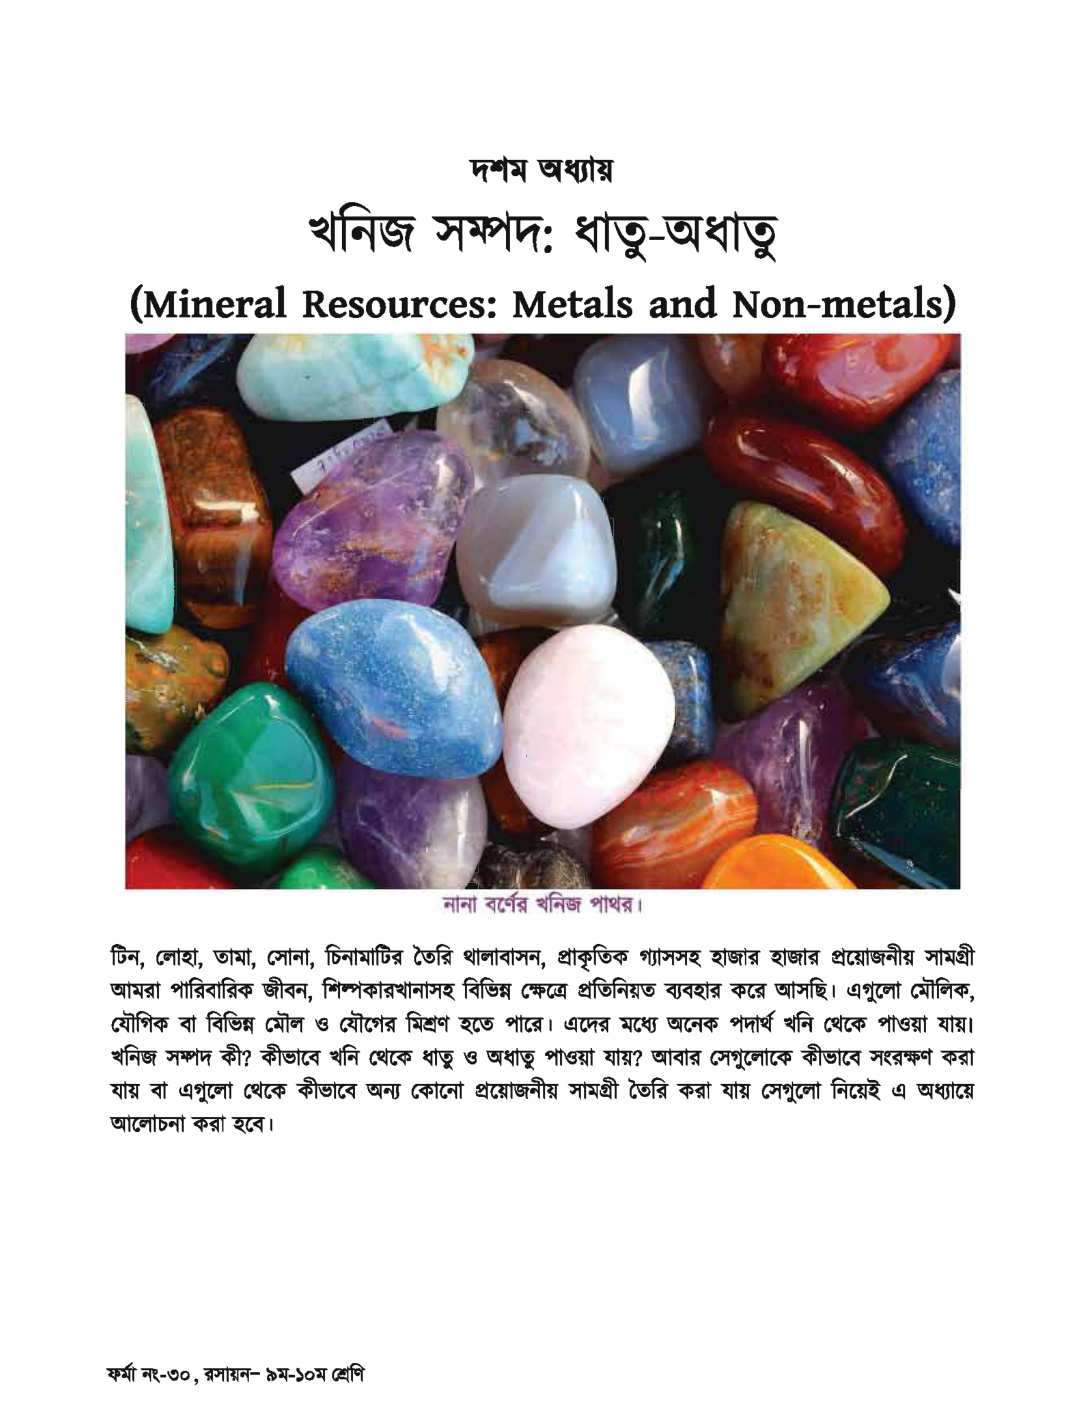 দশম অধ্যায়
খনিজ সম্পদ: ধাতু-অধাতু
(Mineral Resources: Metals and Non-metals)
নানা বর্ণের খনিজ পাথর।
টিন, লোহা, তামা, সোনা, চিনামাটির তৈরি থালাবাসন, প্রাকৃতিক গ্যাসসহ হাজার হাজার প্রয়োজনীয় সামগ্রী
আমরা পারিবারিক জীবন, শিল্পকারখানাসহ বিভিন্ন ক্ষেত্রে প্রতিনিয়ত ব্যবহার করে আসছি। এগুলো মৌলিক,
যৌগিক বা বিভিন্ন মৌল ও যৌগের মিশ্রণ হতে পারে। এদের মধ্যে অনেক পদার্থ খনি থেকে পাওয়া যায়।
খনিজ সম্পদ কী? কীভাবে খনি থেকে ধাতু ও অধাতু পাওয়া যায়? আবার সেগুলোকে কীভাবে সংরক্ষণ করা
যায় বা এগুলো থেকে কীভাবে অন্য কোনো প্রয়োজনীয় সামগ্রী তৈরি করা যায় সেগুলো নিয়েই এ অধ্যায়ে
আলোচনা করা হবে।
ফর্মা নং-৩০, রসায়ন– ৯ম-১০ম শ্রেণি